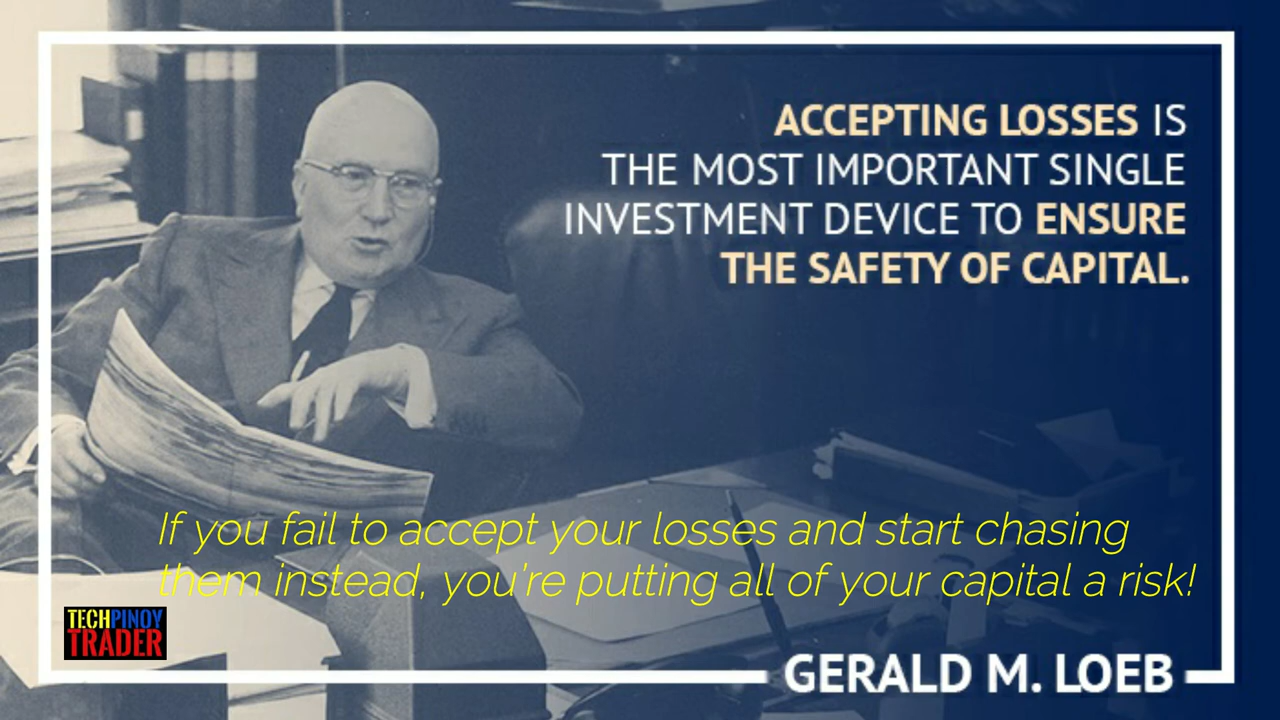 ACCEPTING LOSSES IS
THE MOST IMPORTANT SINGLE
INVESTMENT DEVICE TO ENSURE
THE SAFETY OF CAPITAL.
If you fail to accept your losses and start chasing
them instead, you're putting all of your capital a risk!
TECHPINOY
TRADER
GERALD M. LOEB